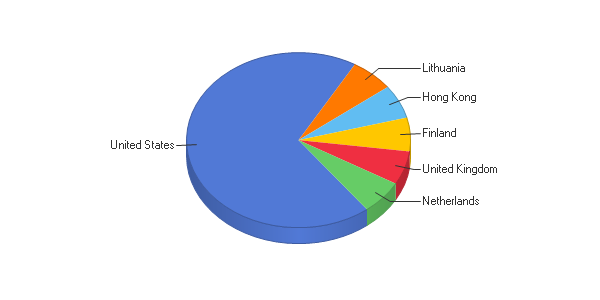 Lithuania
Hong Kong
Finland
United States
United Kingdom
Netherlands